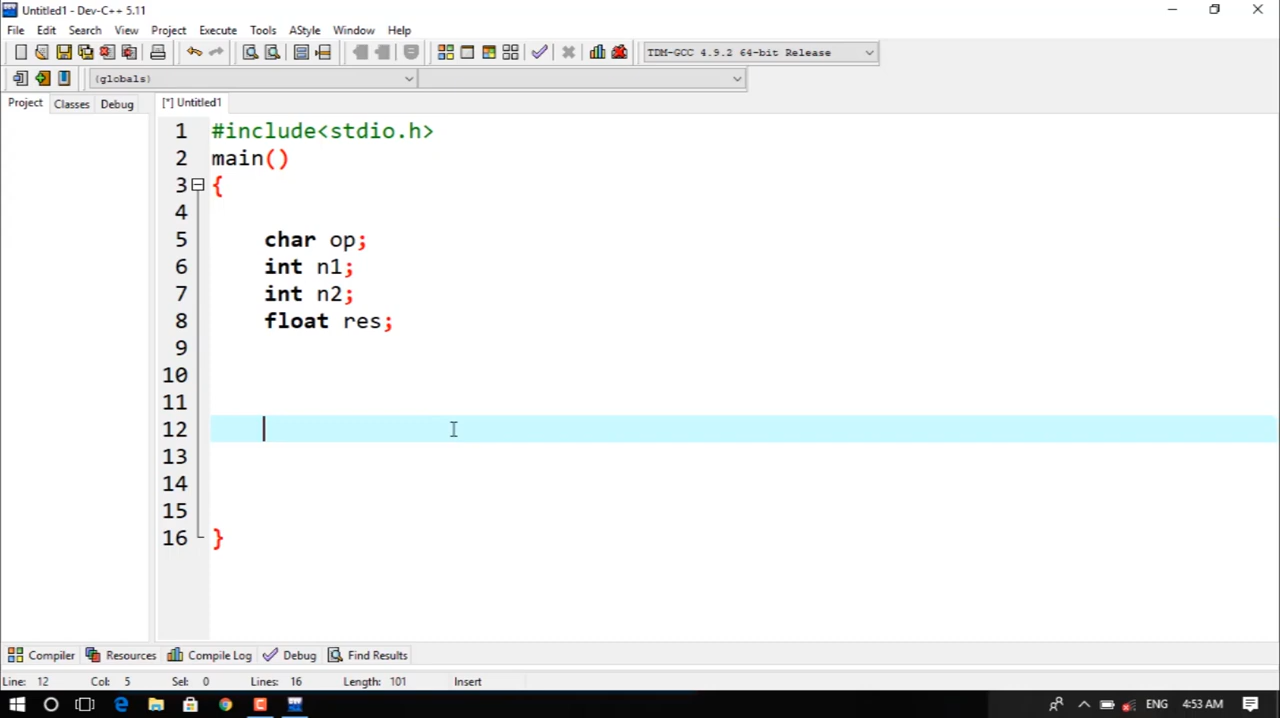 Untitled1 - Dev-C++ 5.11
File Edit Search View Project Execute Tools AStyle Window Help
TDM-GCC 4.9.2 64-bit Release
(globals)
Project Classes Debug [*] Untitled1
1 #include<stdio.h>
2 main()
3 {
4
5 char op;
6 int n1;
7 int n2;
8 float res;
9
10
11
12
13
14
15
16 }
Compiler Resources Compile Log Debug Find Results
Line: 12 Col: 5 Sel: 0 Lines: 16 Length: 101 Insert
ENG 4:53 AM